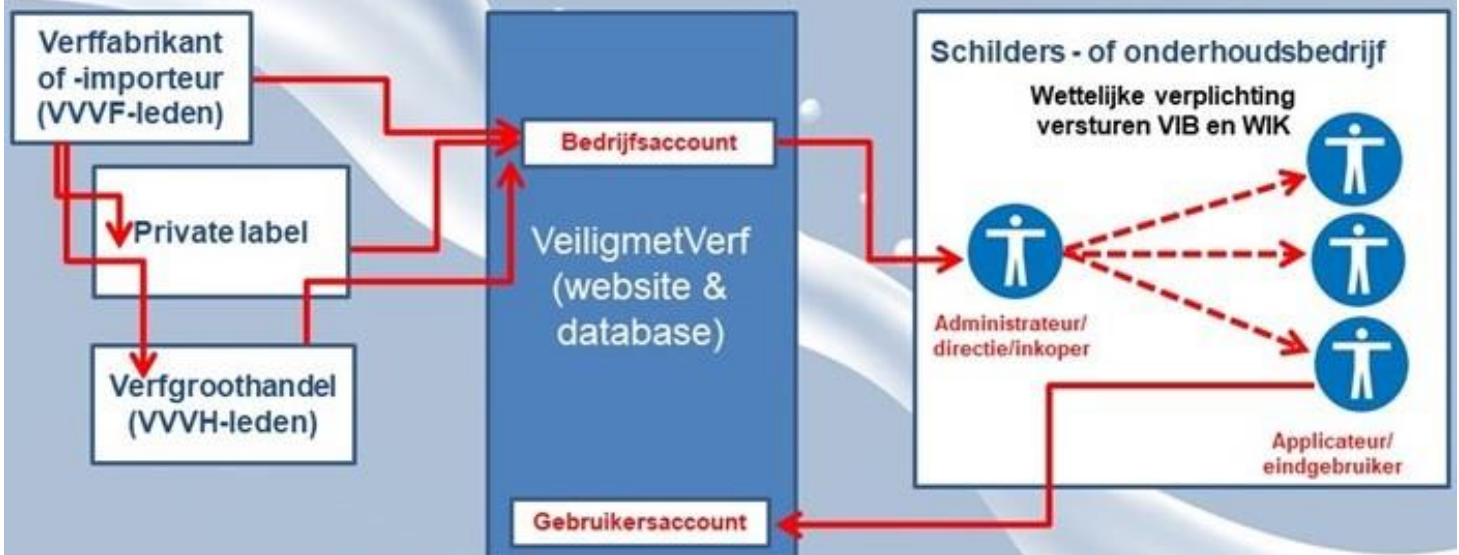 Verffabrikant
of -importeur
(VVVF-leden)
Private label
Verfgroothandel
(VVVH-leden)
Bedrijfsaccount
VeiligmetVerf
(website &
database)
Gebruikersaccount
Schilders - of onderhoudsbedrijf
Wettelijke verplichting
versturen VIB en WIK
Administrateur/
directie/inkoper
Applicateur/
eindgebruiker